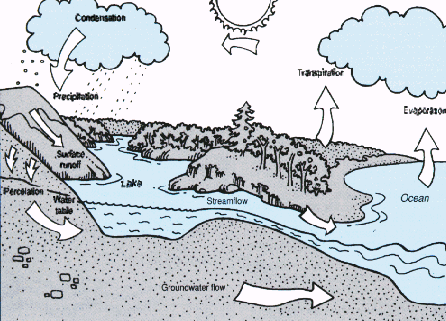 Condensation
Transpiration
Precipitation
Evaporation
Surface
runoff
Lake
Percolation
Water
table
Streamflow
Ocean
Groundwater flow